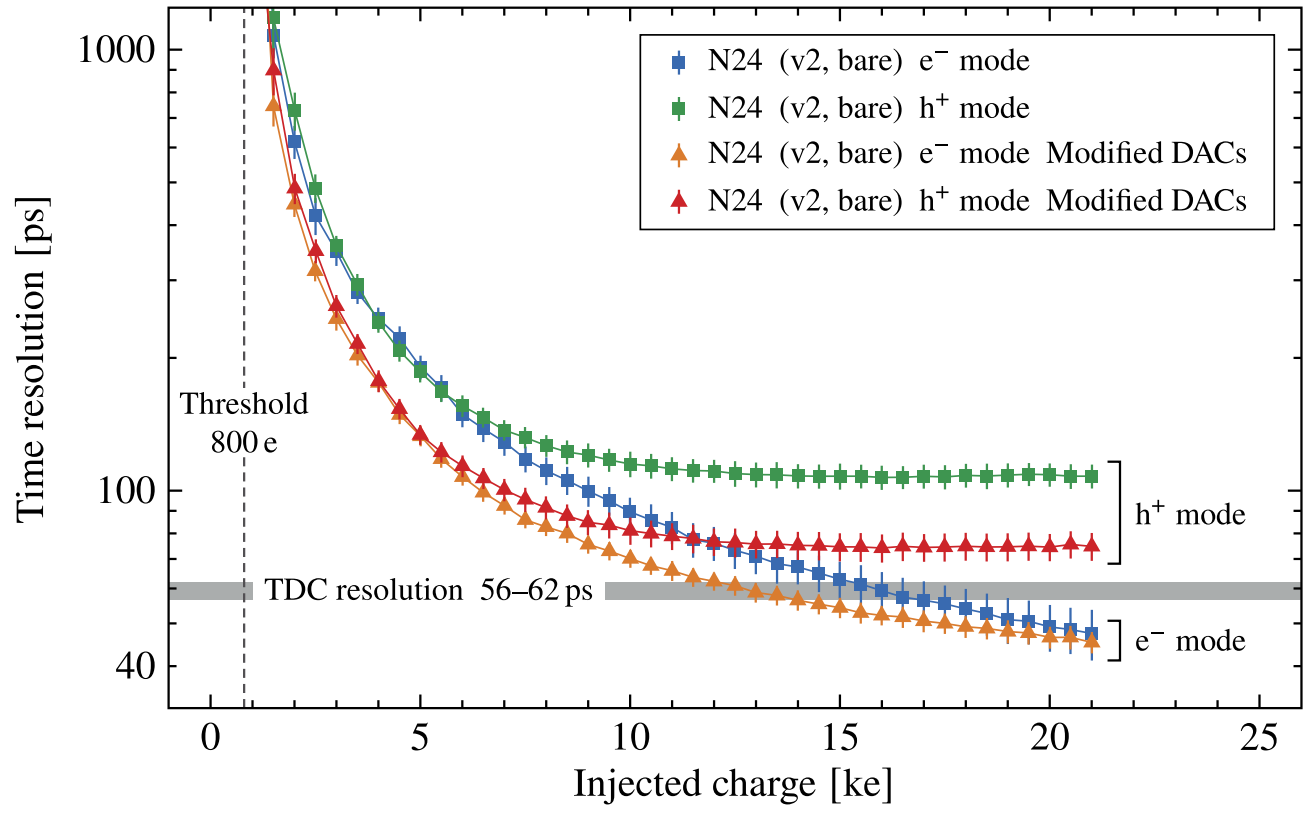 1000
100
40
Time resolution [ps]
N24 (v2, bare) e⁻ mode
N24 (v2, bare) h⁺ mode
N24 (v2, bare) e⁻ mode Modified DACs
N24 (v2, bare) h⁺ mode Modified DACs
Threshold
800 e
h⁺ mode
TDC resolution 56–62 ps
e⁻ mode
0 5 10 15 20 25
Injected charge [ke]